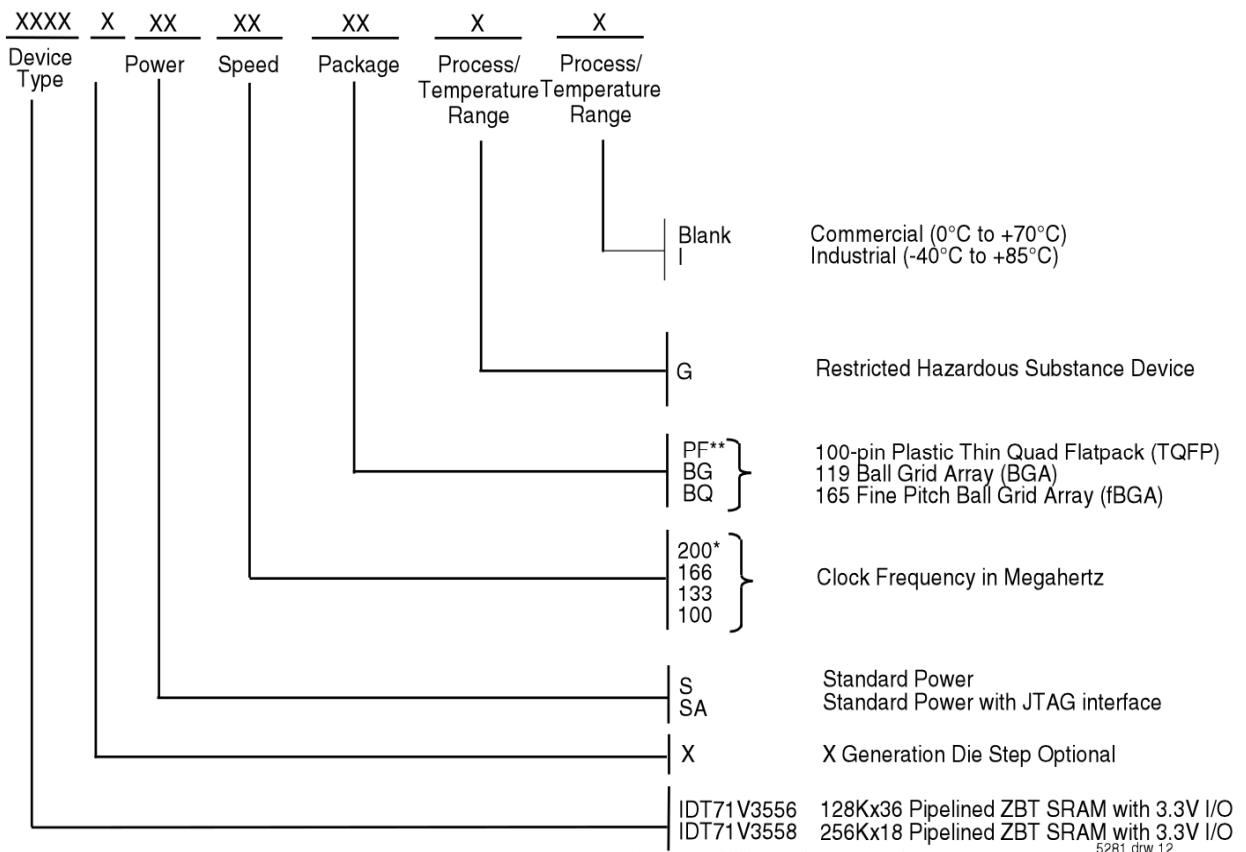 XXXX X XX XX XX X X
Device Type
Power
Speed
Package
Process/
Temperature
Range
Process/
Temperature
Range
Blank Commercial (0°C to +70°C)
I Industrial (-40°C to +85°C)
G Restricted Hazardous Substance Device
PF** 100-pin Plastic Thin Quad Flatpack (TQFP)
BG 119 Ball Grid Array (BGA)
BQ 165 Fine Pitch Ball Grid Array (fBGA)
200*
166
133
100
Clock Frequency in Megahertz
S Standard Power
SA Standard Power with JTAG interface
X X Generation Die Step Optional
IDT71V3556 128Kx36 Pipelined ZBT SRAM with 3.3V I/O
IDT71V3558 256Kx18 Pipelined ZBT SRAM with 3.3V I/O
5281 drw 12